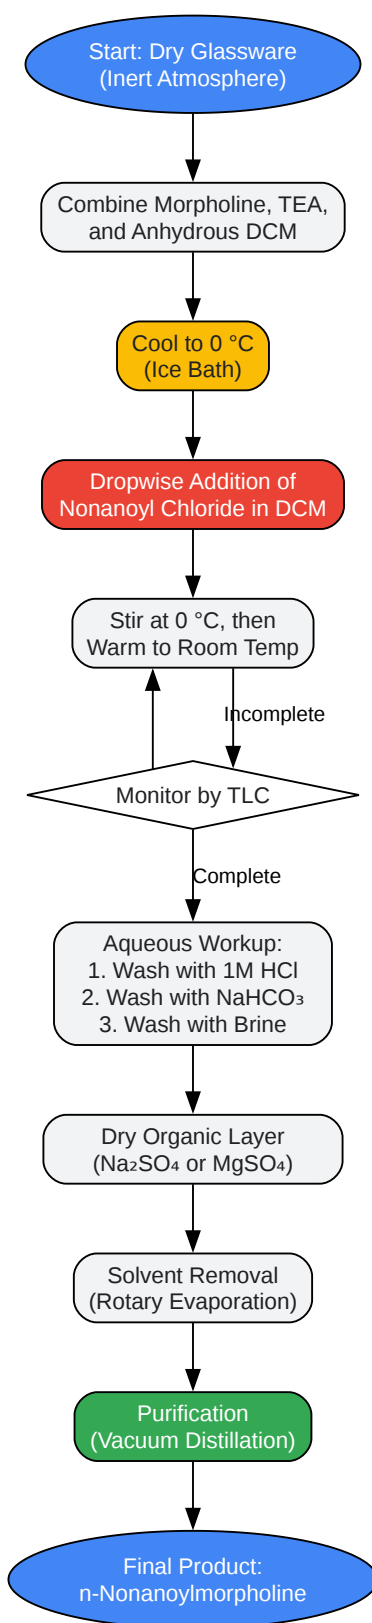 Start: Dry Glassware
(Inert Atmosphere)
Combine Morpholine, TEA,
and Anhydrous DCM
Cool to 0 °C
(Ice Bath)
Dropwise Addition of
Nonanoyl Chloride in DCM
Stir at 0 °C, then
Warm to Room Temp
Incomplete
Monitor by TLC
Complete
Aqueous Workup:
1. Wash with 1M HCl
2. Wash with NaHCO₃
3. Wash with Brine
Dry Organic Layer
(Na₂SO₄ or MgSO₄)
Solvent Removal
(Rotary Evaporation)
Purification
(Vacuum Distillation)
Final Product:
n-Nonanoylmorpholine